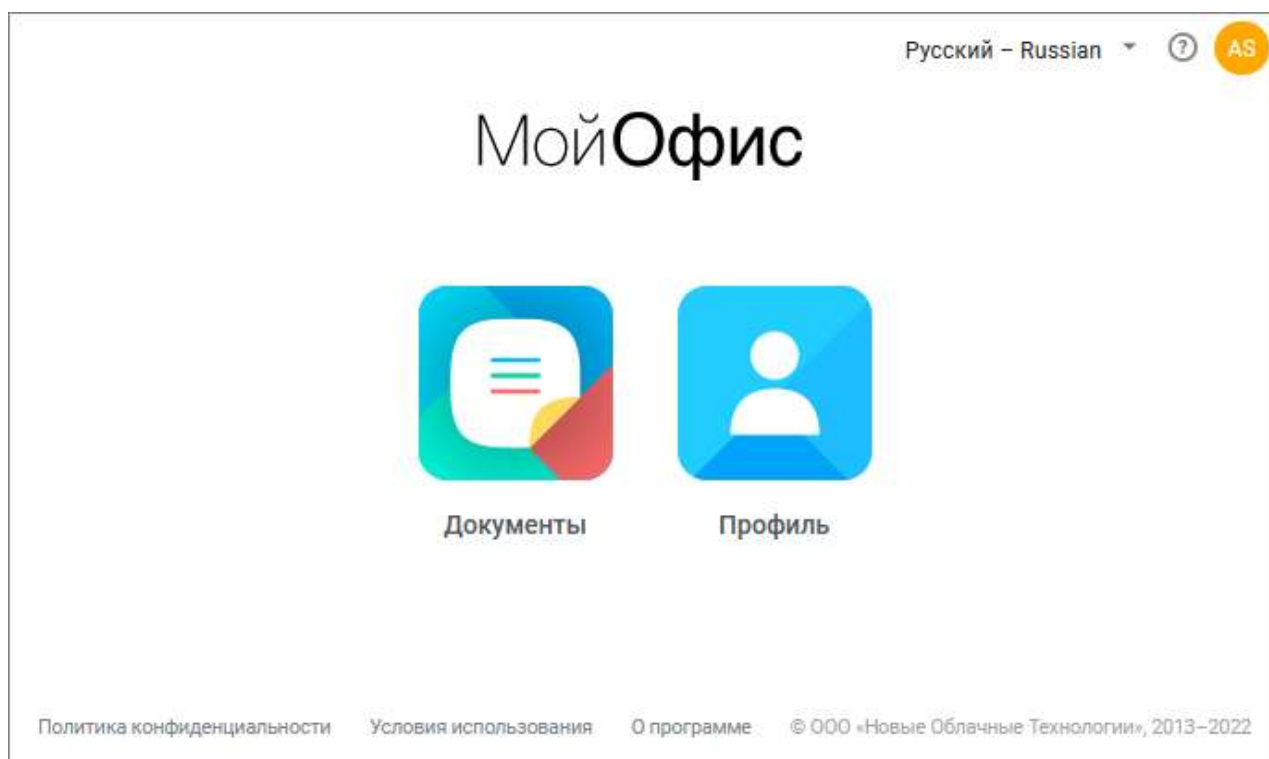 Русский – Russian ? AS
МойОфис
Документы Профиль
Политика конфиденциальности Условия использования О программе © ООО «Новые Облачные Технологии», 2013–2022